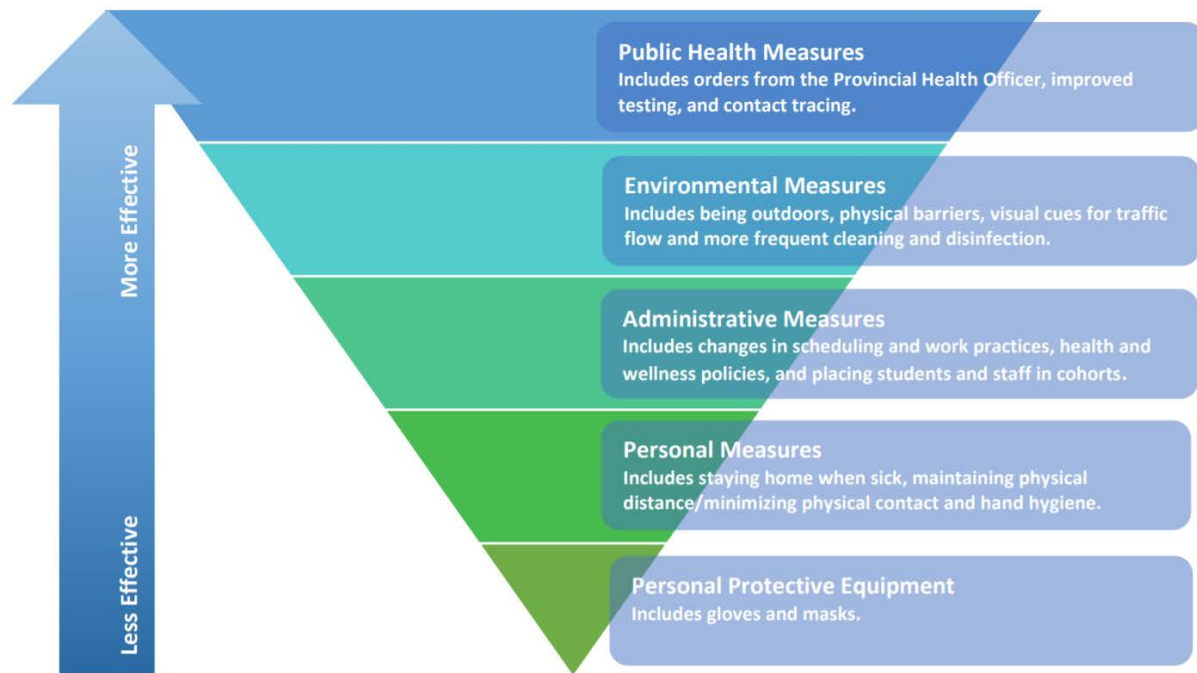 Public Health Measures
Includes orders from the Provincial Health Officer, improved
testing, and contact tracing.
Environmental Measures
Includes being outdoors, physical barriers, visual cues for traffic
flow and more frequent cleaning and disinfection.
Administrative Measures
Includes changes in scheduling and work practices, health and
wellness policies, and placing students and staff in cohorts.
Personal Measures
Includes staying home when sick, maintaining physical
distance/minimizing physical contact and hand hygiene.
Personal Protective Equipment
Includes gloves and masks.
More Effective
Less Effective